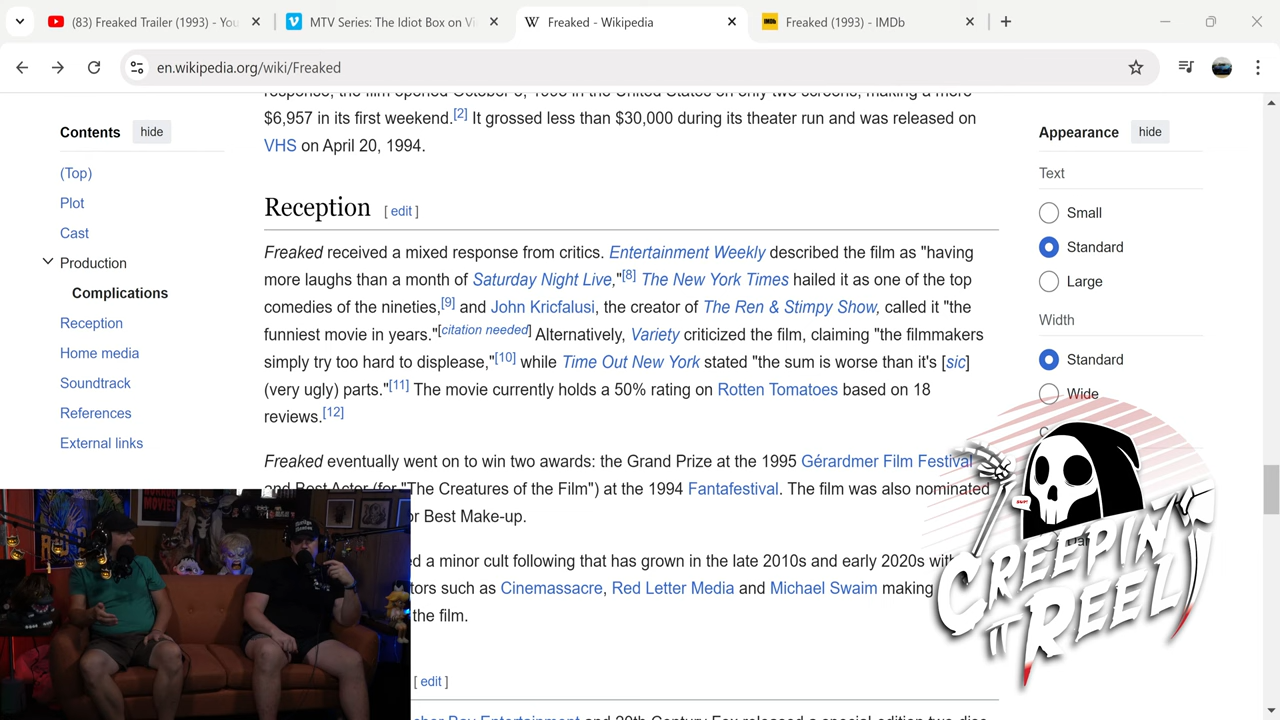 (83) Freaked Trailer (1993) - You
MTV Series: The Idiot Box on Vi
Freaked - Wikipedia
IMDb
Freaked (1993) - IMDb
en.wikipedia.org/wiki/Freaked
$6,957 in its first weekend.[2] It grossed less than $30,000 during its theater run and was released on
VHS on April 20, 1994.
Contents hide
(Top)
Plot
Cast
Production
Complications
Reception
Home media
Soundtrack
References
External links
Reception [ edit ]
Freaked received a mixed response from critics. Entertainment Weekly described the film as "having
more laughs than a month of Saturday Night Live,"[8] The New York Times hailed it as one of the top
comedies of the nineties,[9] and John Kricfalusi, the creator of The Ren & Stimpy Show, called it "the
funniest movie in years."[citation needed] Alternatively, Variety criticized the film, claiming "the filmmakers
simply try too hard to displease,"[10] while Time Out New York stated "the sum is worse than it's [sic]
(very ugly) parts."[11] The movie currently holds a 50% rating on Rotten Tomatoes based on 18
reviews.[12]
Freaked eventually went on to win two awards: the Grand Prize at the 1995 Gérardmer Film Festival
and Best Actor (for "The Creatures of the Film") at the 1994 Fantafestival. The film was also nominated
or Best Make-up.
ed a minor cult following that has grown in the late 2010s and early 2020s with
tors such as Cinemassacre, Red Letter Media and Michael Swaim making
the film.
[ edit ]
Appearance hide
Text
Small
Standard
Large
Width
Standard
Wide
CREEPIN'
IT REEL